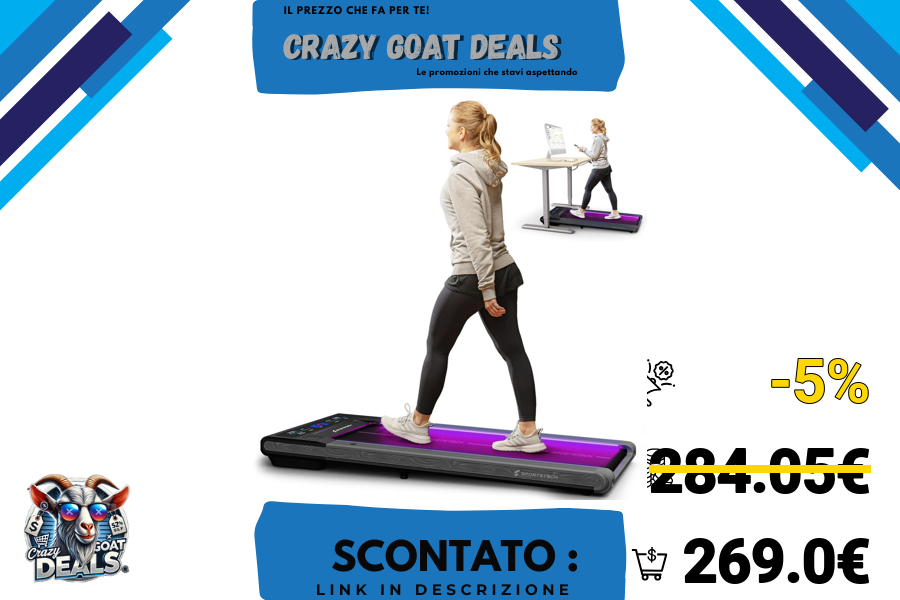 IL PREZZO CHE FA PER TE!
CRAZY GOAT DEALS
Le promozioni che stavi aspettando
-5%
284.05€
SPORTSTECH
SCONTATO :
269.0€
LINK IN DESCRIZIONE
Crazy
GOAT
DEALS